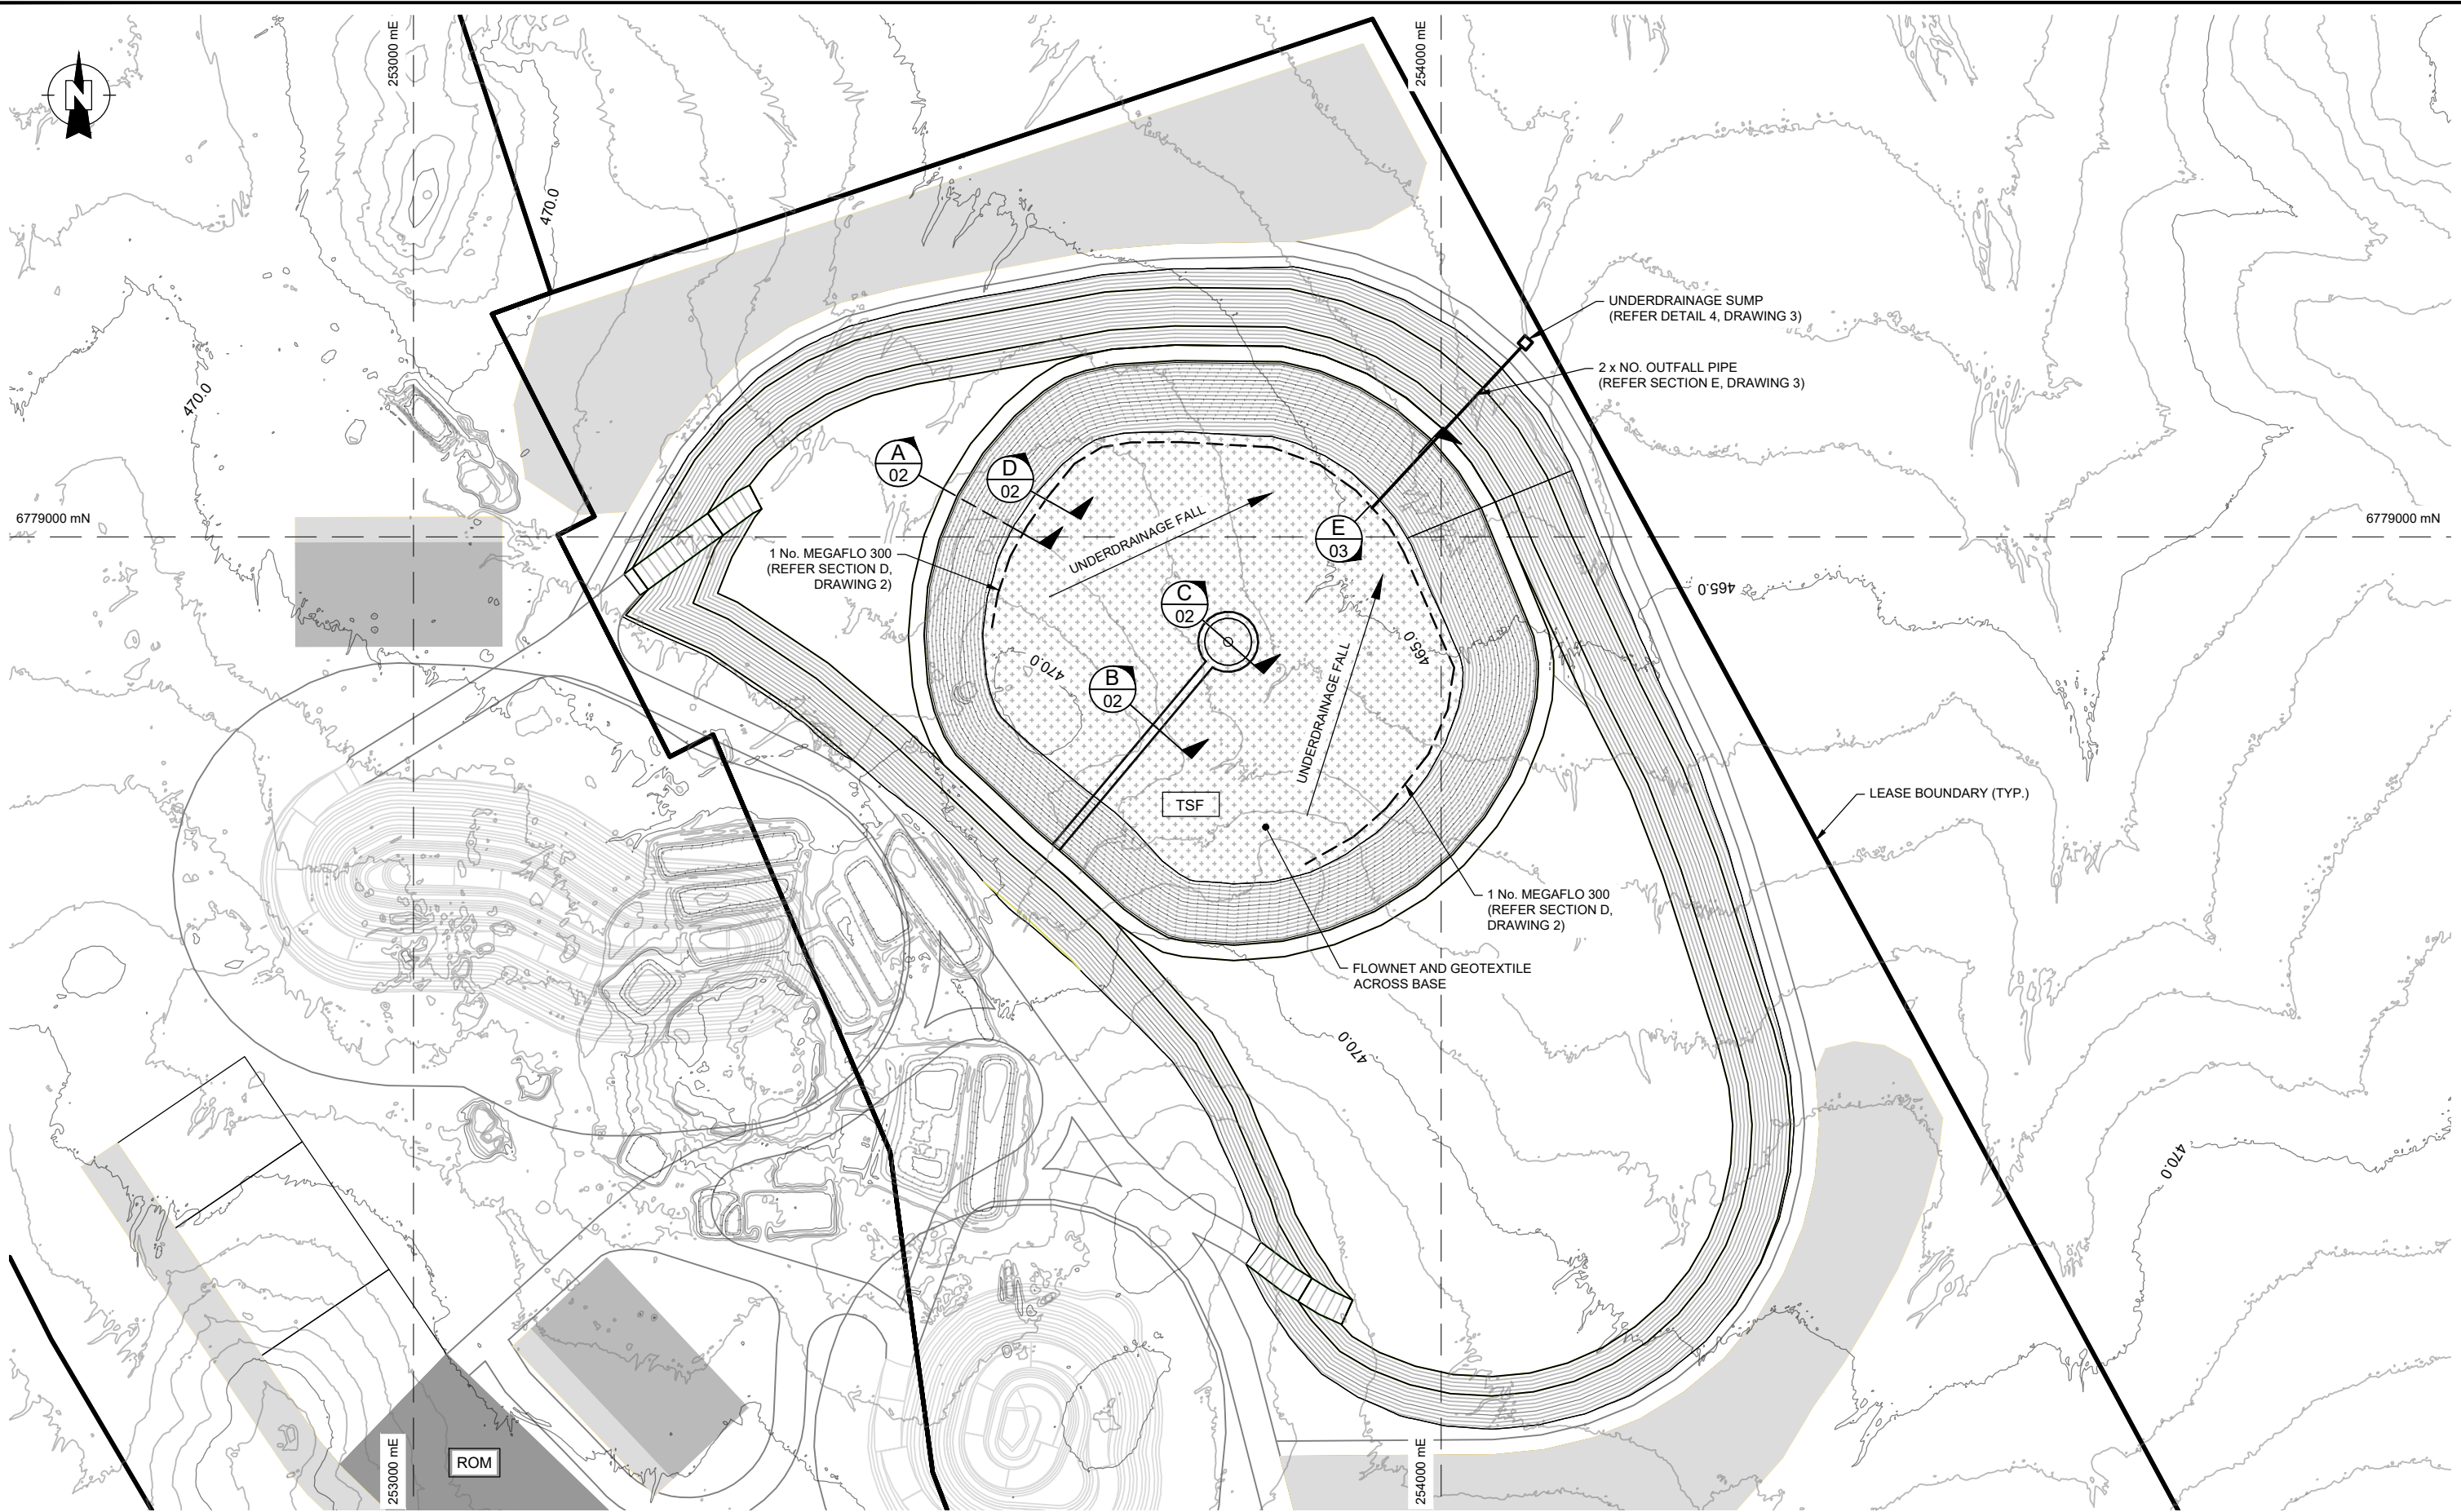 253000 mE
254000 mE
N
470.0
470.0
UNDERDRAINAGE SUMP
(REFER DETAIL 4, DRAWING 3)
2 x NO. OUTFALL PIPE
(REFER SECTION E, DRAWING 3)
A
02
D
02
6779000 mN
6779000 mN
E
03
UNDERDRAINAGE FALL
1 No. MEGAFLO 300
(REFER SECTION D,
DRAWING 2)
465.0
C
02
465.0
470.0
B
02
UNDERDRAINAGE FALL
TSF
LEASE BOUNDARY (TYP.)
1 No. MEGAFLO 300
(REFER SECTION D,
DRAWING 2)
FLOWNET AND GEOTEXTILE
ACROSS BASE
470.0
470.0
ROM
253000 mE
254000 mE